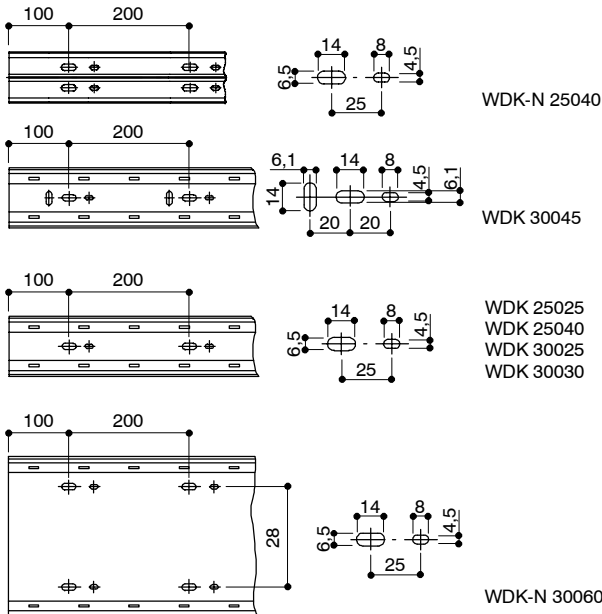 100 200 14 8 4,5
6,5
25
WDK-N 25040
100 200 6,1 14 8 4,5 6,1
14
20 20
WDK 30045
100 200 14 8 4,5
6,5
25
WDK 25025
WDK 25040
WDK 30025
WDK 30030
100 200
28
14 8 4,5
6,5
25
WDK-N 30060